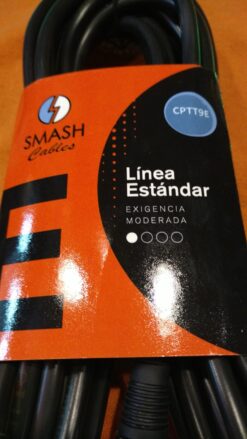 SMASH
Cables
CPTT9E
Línea
Estándar
EXIGENCIA
MODERADA